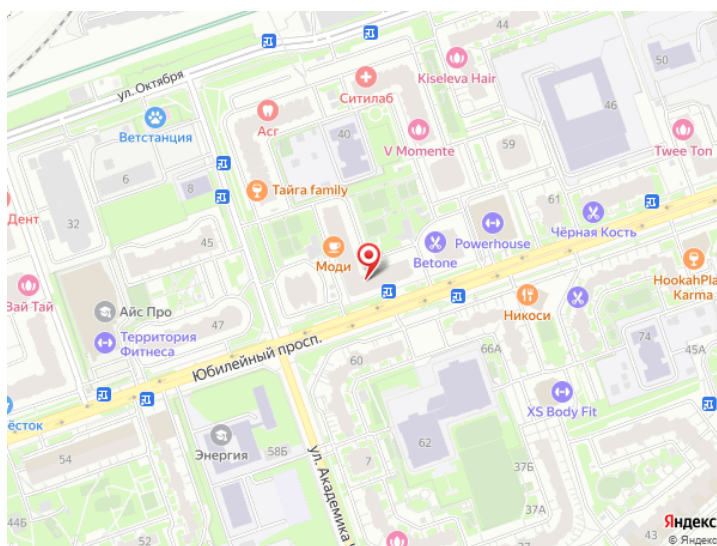 ул. Октября
Kiseleva Hair
Ситилаб
44
50
46
Аст
Ветстанция
40
V Momente
59
Twee Ton
6
8
Тайга family
61
Дент
32
45
Моди
Betone
Powerhouse
Чёрная Кость
Вай Тай
Айс Про
HookahPla
Karma
47
Территория
Фитнеса
Никоси
Юбилейный просп.
60
66А
74
45А
XS Body Fit
ёсток
54
Энергия
58Б
62
7
37Б
ул. Академика
44Б
37А
Яндекс
© Яндекс